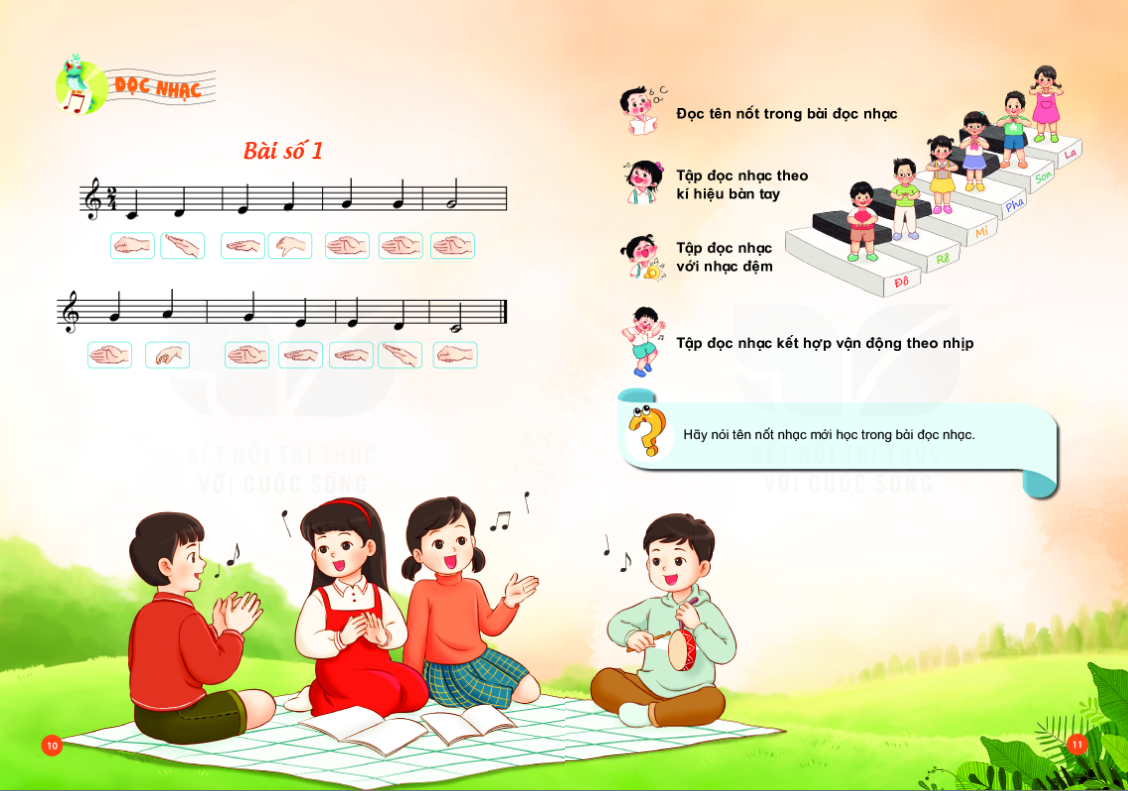 ĐỌC NHẠC
Bài số 1
2
4
KẾT NỐI TRI THỨC
VỚI CUỘC SỐNG
10
Đọc tên nốt trong bài đọc nhạc
Tập đọc nhạc theo
kí hiệu bàn tay
Tập đọc nhạc
với nhạc đệm
Tập đọc nhạc kết hợp vận động theo nhịp
Đô
Rê
Mi
Pha
Son
La
Hãy nói tên nốt nhạc mới học trong bài đọc nhạc.
KẾT NỐI TRI THỨC
VỚI CUỘC SỐNG
11